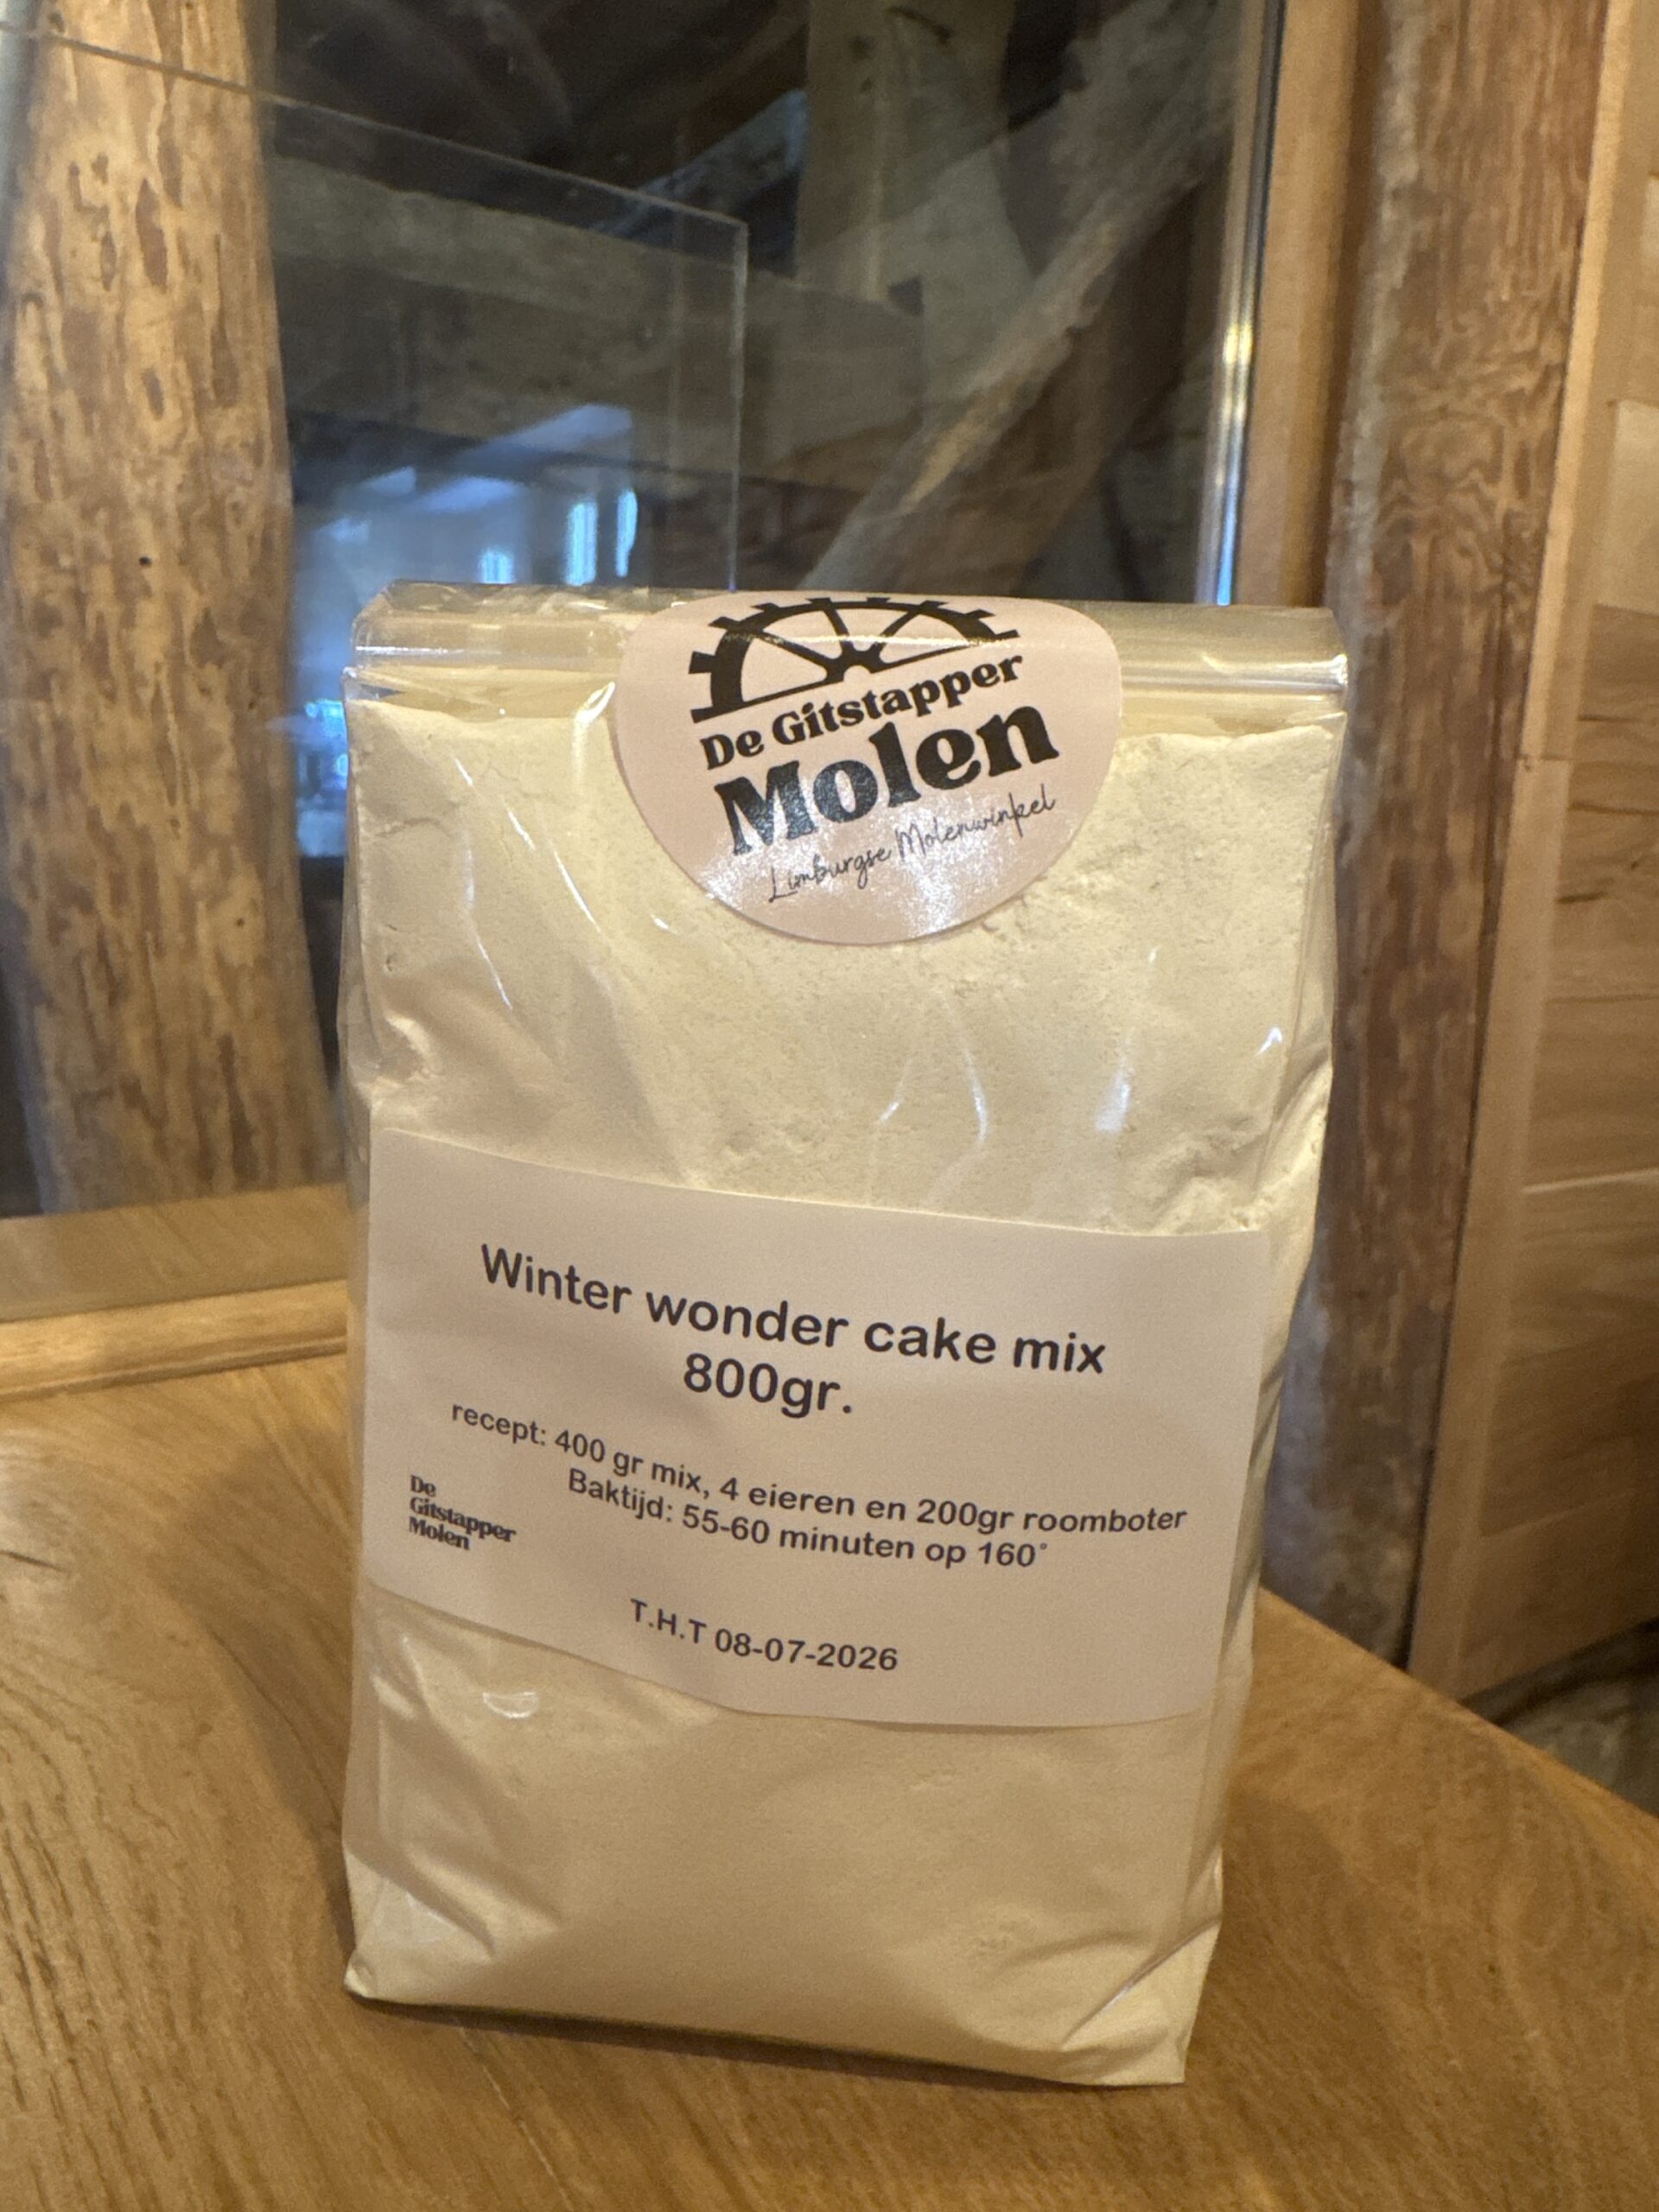 De Gitstapper
Molen
Limburgse Molenwinkel
Winter wonder cake mix
800gr.
recept: 400 gr mix, 4 eieren en 200gr roomboter
Baktijd: 55-60 minuten op 160°
De
Gitstapper
Molen
T.H.T 08-07-2026